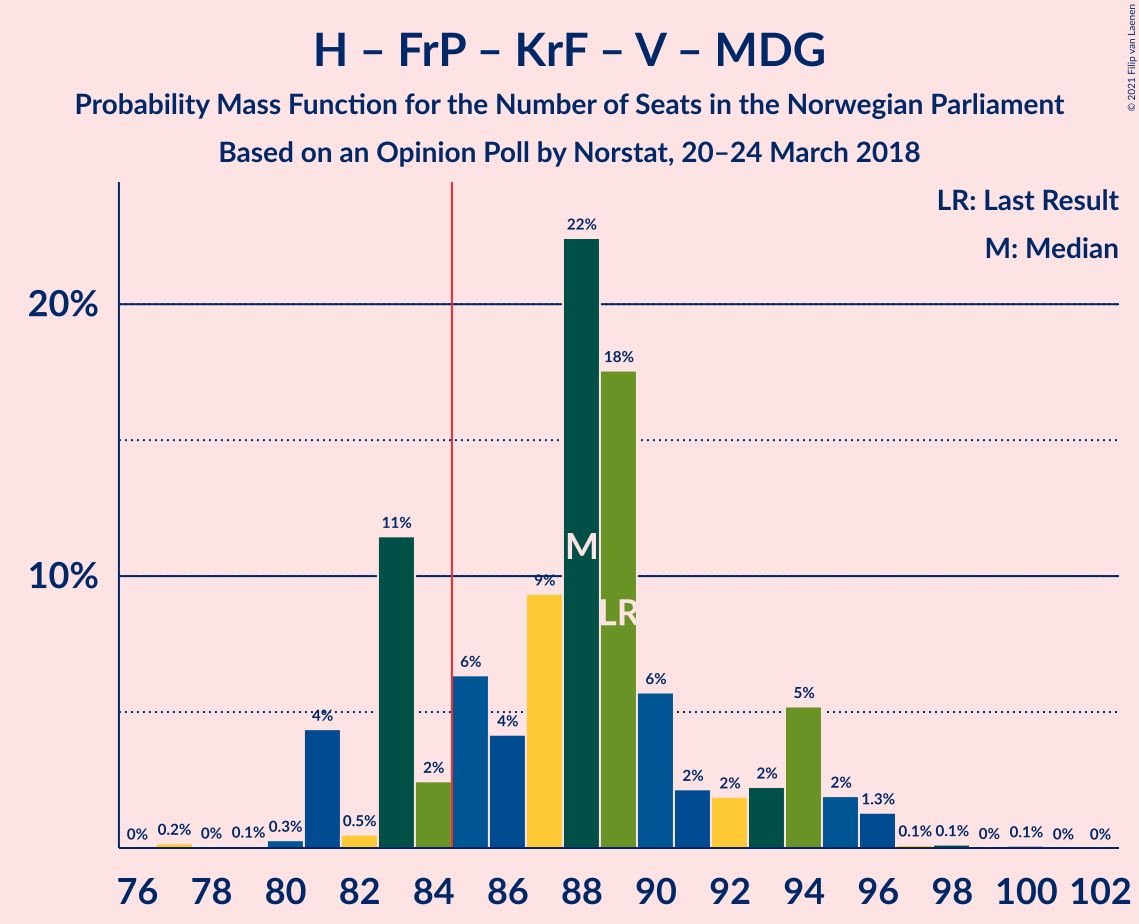 © 2021 Filip van Laenen
H – FrP – KrF – V – MDG
Probability Mass Function for the Number of Seats in the Norwegian Parliament
Based on an Opinion Poll by Norstat, 20–24 March 2018
LR: Last Result
M: Median
20%
10%
0% 0.2% 0% 0.1% 0.3% 4% 0.5% 11% 2% 6% 4% 9% 22% 18% 6% 2% 2% 2% 5% 2% 1.3% 0.1% 0.1% 0% 0.1% 0% 0%
M
LR
76 78 80 82 84 86 88 90 92 94 96 98 100 102